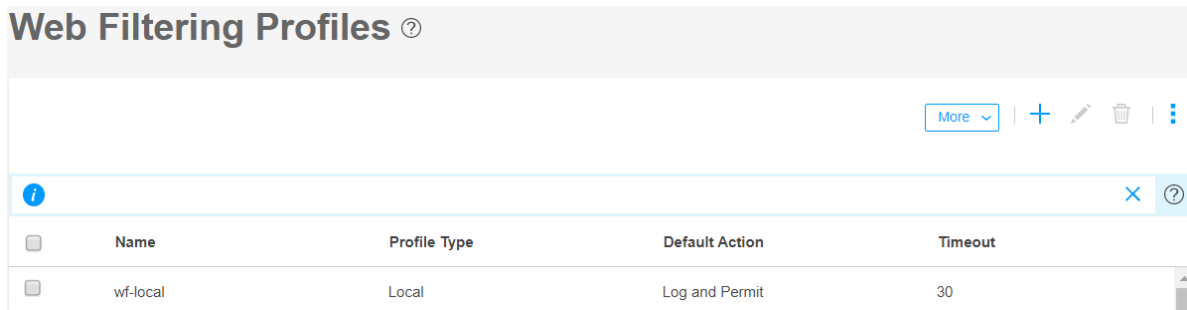 Web Filtering Profiles
More
Name Profile Type Default Action Timeout
wf-local Local Log and Permit 30